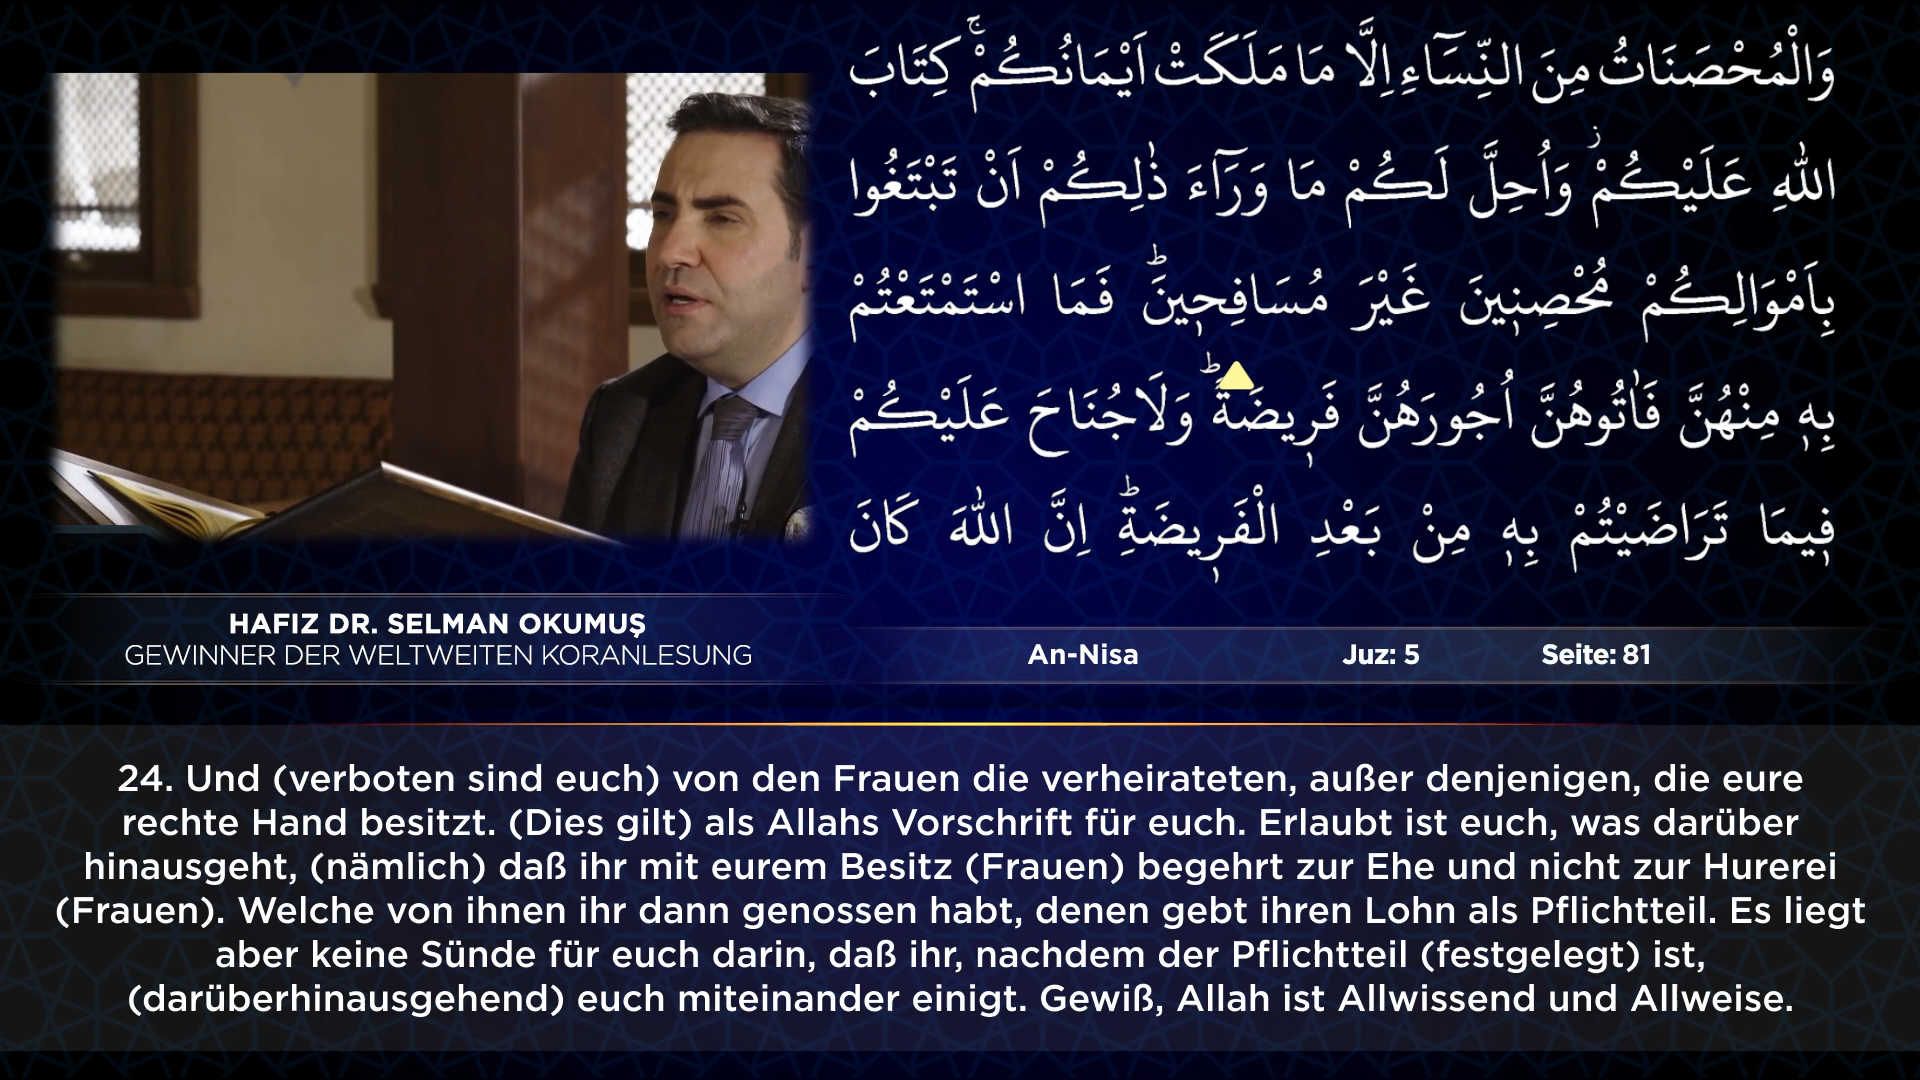 وَالْمُحْصَنَاتُ مِنَ النِّسَٓاءِ اِلَّا مَا مَلَكَتْ اَيْمَانُكُمْۚ كِتَابَ
اللّٰهِ عَلَيْكُمْۚ وَاُحِلَّ لَكُمْ مَا وَرَٓاءَ ذٰلِكُمْ اَنْ تَبْتَغُوا
بِاَمْوَالِكُمْ مُحْصِن۪ينَ غَيْرَ مُسَافِح۪ينَۜ فَمَا اسْتَمْتَعْتُمْ
بِه۪ مِنْهُنَّ فَاٰتُوهُنَّ اُجُورَهُنَّ فَر۪يضَةًۜ وَلَا جُنَاحَ عَلَيْكُمْ
ف۪يمَا تَرَاضَيْتُمْ بِه۪ مِنْ بَعْدِ الْفَر۪يضَةِۜ اِنَّ اللّٰهَ كَانَ
HAFIZ DR. SELMAN OKUMUŞ
GEWINNER DER WELTWEITEN KORANLESUNG
An-Nisa Juz: 5 Seite: 81
24. Und (verboten sind euch) von den Frauen die verheirateten, außer denjenigen, die eure
rechte Hand besitzt. (Dies gilt) als Allahs Vorschrift für euch. Erlaubt ist euch, was darüber
hinausgeht, (nämlich) daß ihr mit eurem Besitz (Frauen) begehrt zur Ehe und nicht zur Hurerei
(Frauen). Welche von ihnen ihr dann genossen habt, denen gebt ihren Lohn als Pflichtteil. Es liegt
aber keine Sünde für euch darin, daß ihr, nachdem der Pflichtteil (festgelegt) ist,
(darüberhinausgehend) euch miteinander einigt. Gewiß, Allah ist Allwissend und Allweise.